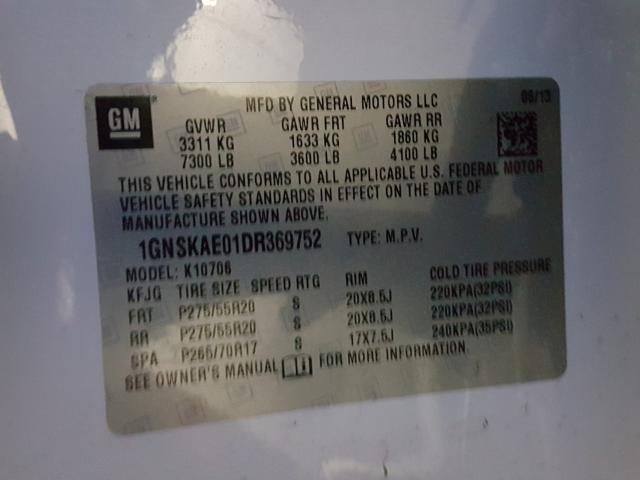 GM
MFD BY GENERAL MOTORS LLC 06/13
GVWR GAWR FRT GAWR RR
3311 KG 1633 KG 1860 KG
7300 LB 3600 LB 4100 LB
THIS VEHICLE CONFORMS TO ALL APPLICABLE U.S. FEDERAL MOTOR
VEHICLE SAFETY STANDARDS IN EFFECT ON THE DATE OF
MANUFACTURE SHOWN ABOVE.
1GNSKAE01DR369752 TYPE: M.P.V.
MODEL: K10706
KFJG TIRE SIZE SPEED RTG RIM COLD TIRE PRESSURE
FRT P275/55R20 S 20X8.5J 220KPA(32PSI)
RR P275/55R20 S 20X8.5J 220KPA(32PSI)
SPA P265/70R17 S 17X7.5J 240KPA(35PSI)
SEE OWNER'S MANUAL FOR MORE INFORMATION.